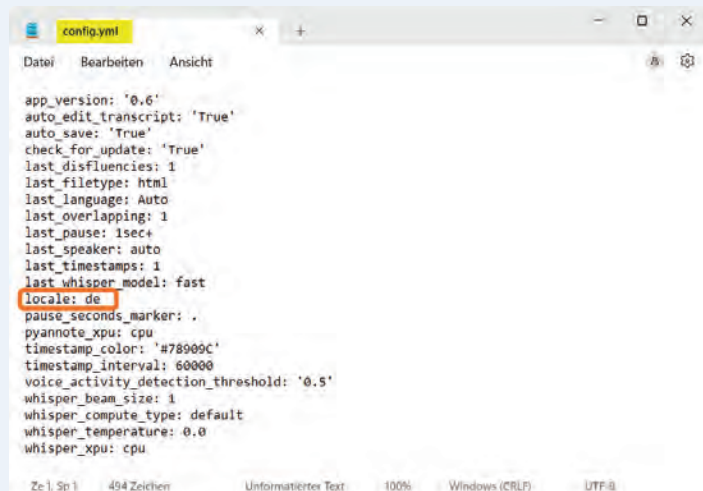 config.yml
Datei Bearbeiten Ansicht
app_version: '0.6'
auto_edit_transcript: 'True'
auto_save: 'True'
check_for_update: 'True'
last_disfluencies: 1
last_filetype: html
last_language: Auto
last_overlapping: 1
last_pause: 1sec+
last_speaker: auto
last_timestamps: 1
last_whisper_model: fast
locale: de
pause_seconds_marker: .
pyannote_xpu: cpu
timestamp_color: '#78909C'
timestamp_interval: 60000
voice_activity_detection_threshold: '0.5'
whisper_beam_size: 1
whisper_compute_type: default
whisper_temperature: 0.0
whisper_xpu: cpu
Ze 1, Sp 1 494 Zeichen Unformatierter Text 100% Windows (CRLF) UTF-8